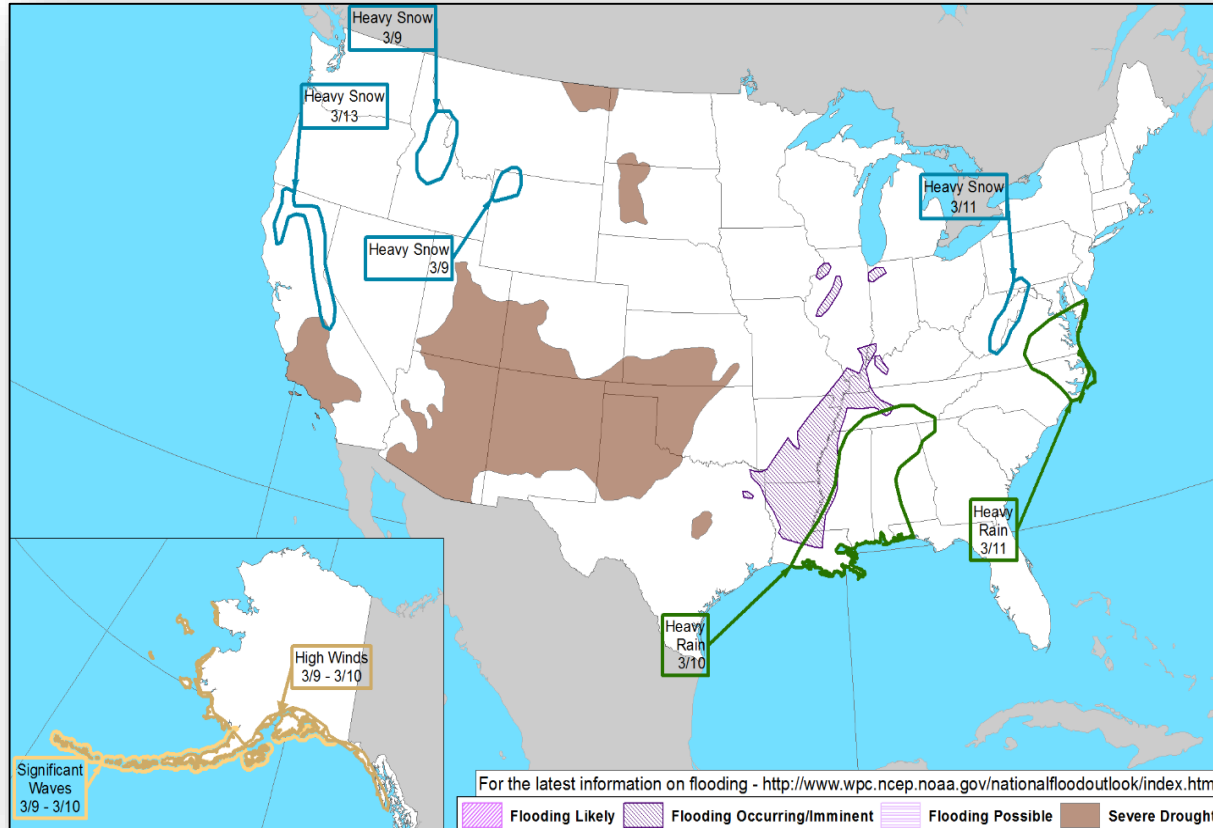 Heavy Snow
3/9
Heavy Snow
3/13
Heavy Snow
3/11
Heavy Snow
3/9
Heavy
Rain
3/11
Heavy
Rain
3/10
High Winds
3/9 - 3/10
Significant
Waves
3/9 - 3/10
For the latest information on flooding - http://www.wpc.ncep.noaa.gov/nationalfloodoutlook/index.htm
Flooding Likely
Flooding Occurring/Imminent
Flooding Possible
Severe Drought